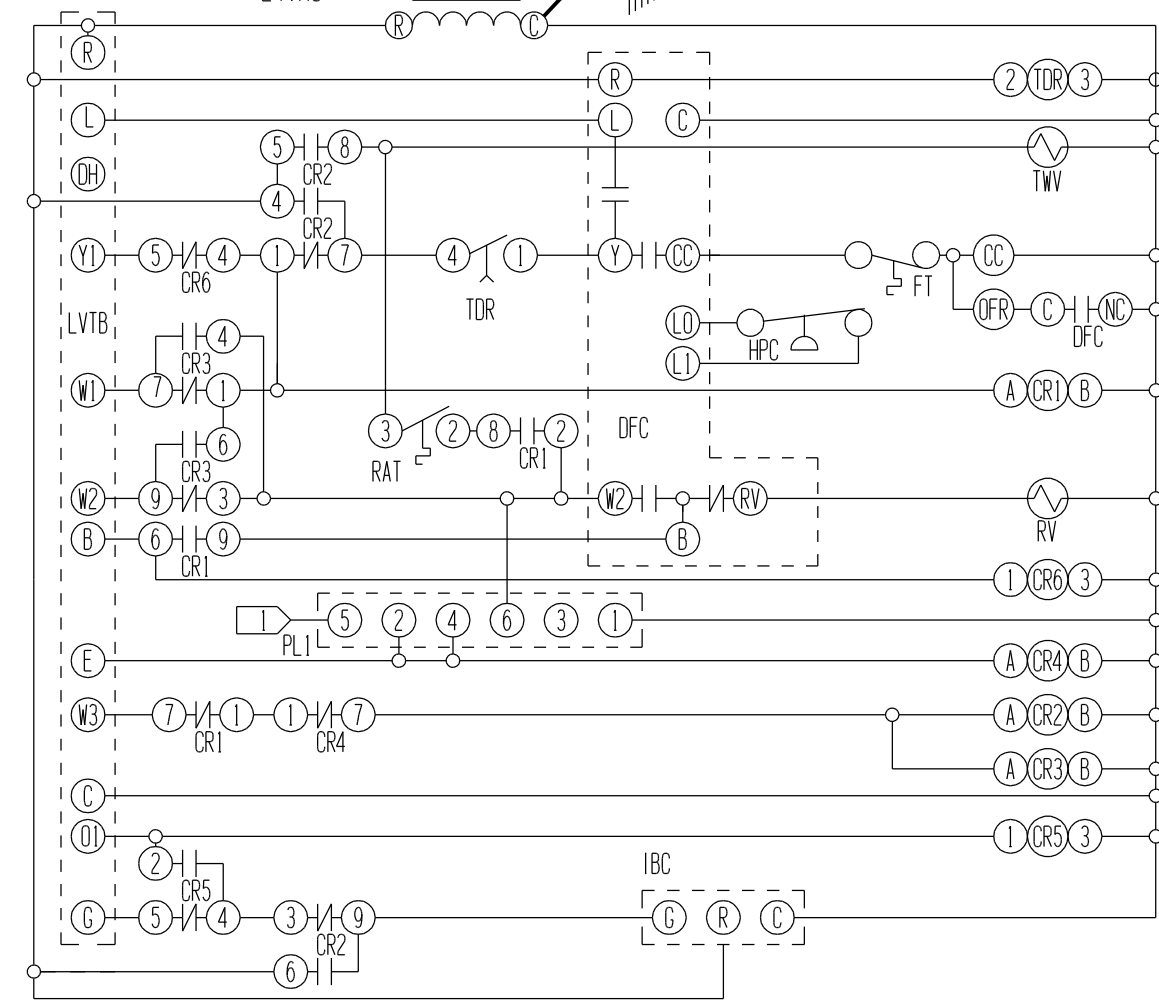 R C
R
R 2 TDR 3
L L C
5 8
CR2 TWV
DH
4
CR2
Y1 5 4 1 7 4 1 Y CC CC
CR6 TDR FT
LVTB L0 OFR C NC
HPC DFC
4 L1
CR3
W1 7 1 A CR1 B
3 2 8 2 DFC
6 RAT CR1
CR3
W2 9 3 W2 RV
RV
B 6 9 B
CR1 1 CR6 3
1 5 2 4 6 3 1
PL1
E A CR4 B
W3 7 1 1 7 A CR2 B
CR1 CR4
A CR3 B
C
O1 1 CR5 3
2 IBC
CR5
G 5 4 3 9 G R C
CR2
6